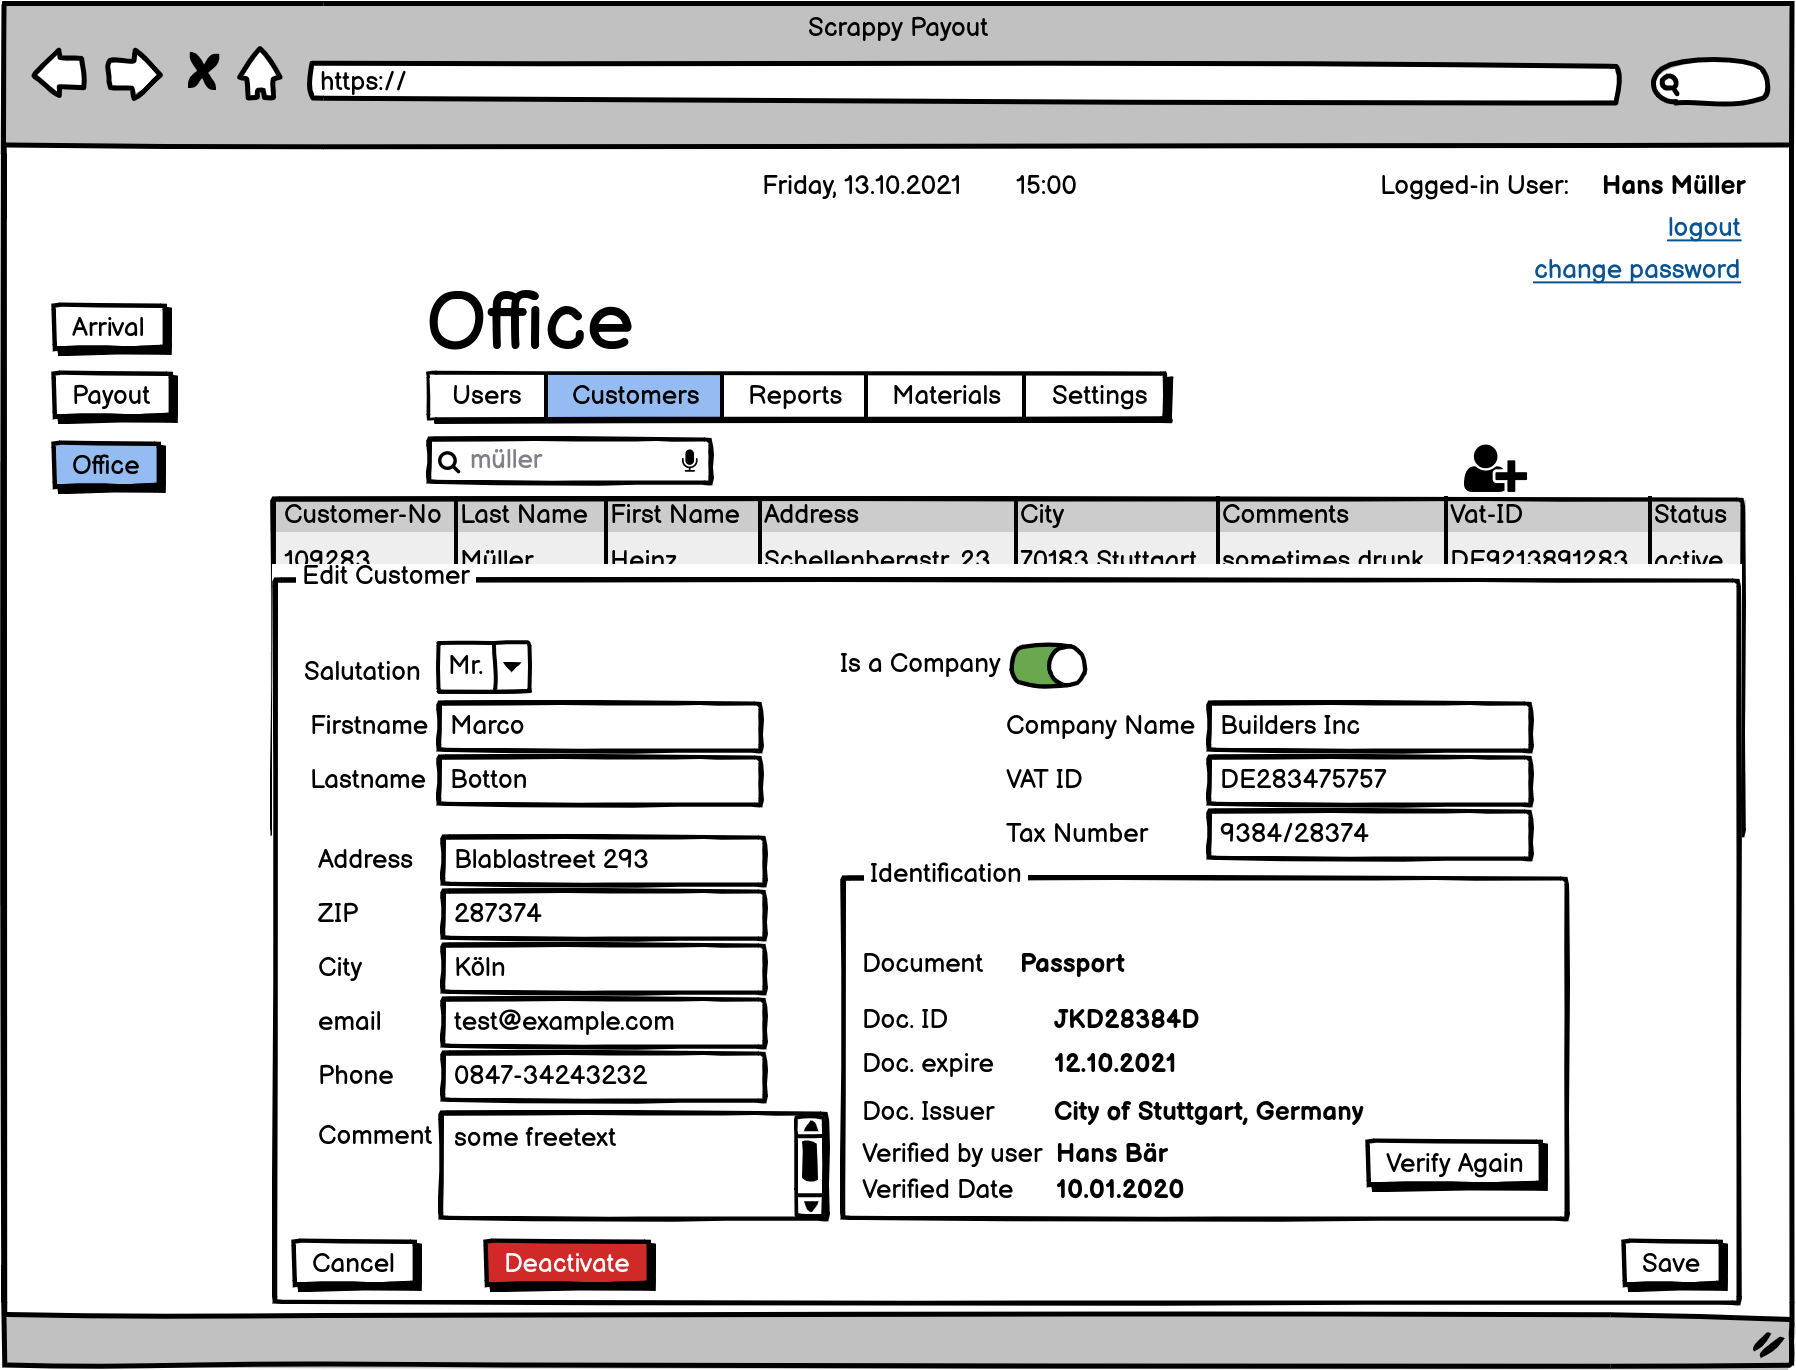 Scrappy Payout
https://
Friday, 13.10.2021 15:00 Logged-in User: Hans Müller
logout
change password
Arrival
Payout
Office
Office
Users Customers Reports Materials Settings
müller
Customer-No Last Name First Name Address City Comments Vat-ID Status
109283 Müller Heinz Schellenbergstr. 23 70183 Stuttgart sometimes drunk DE9213891283 active
Edit Customer
Salutation Mr.
Firstname Marco
Lastname Botton
Address Blablastreet 293
ZIP 287374
City Köln
email test@example.com
Phone 0847-34243232
Comment some freetext
Is a Company
Company Name Builders Inc
VAT ID DE283475757
Tax Number 9384/28374
Identification
Document Passport
Doc. ID JKD28384D
Doc. expire 12.10.2021
Doc. Issuer City of Stuttgart, Germany
Verified by user Hans Bär
Verified Date 10.01.2020
Verify Again
Cancel Deactivate Save